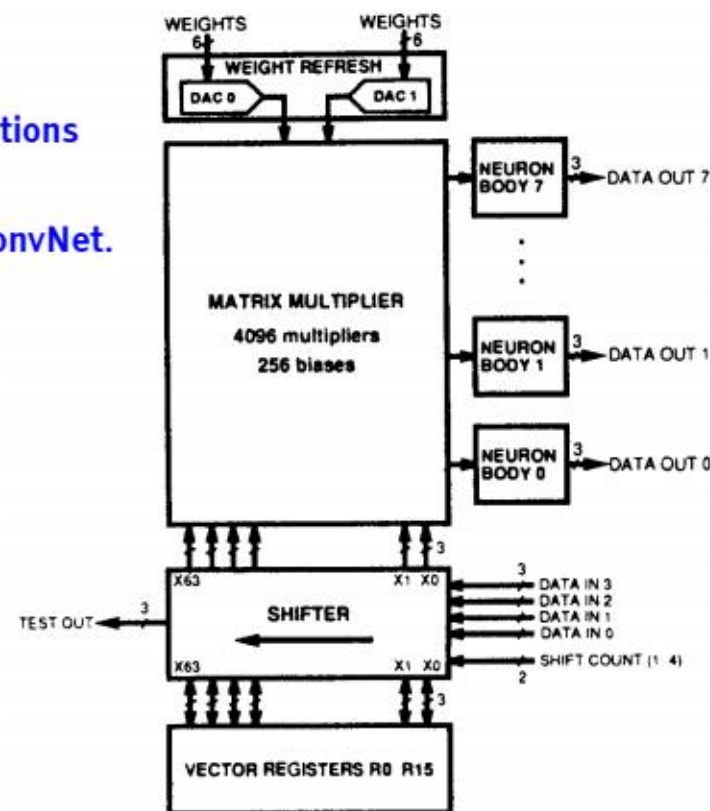 WEIGHTS WEIGHTS
6 6
WEIGHT REFRESH
DAC 0 DAC 1
tions
onvNet.
MATRIX MULTIPLIER
4096 multipliers
256 biases
NEURON
BODY 7
3
DATA OUT 7
NEURON
BODY 1
3
DATA OUT 1
NEURON
BODY 0
3
DATA OUT 0
3
X63 X1 X0
SHIFTER
TEST OUT
3
3
DATA IN 3
DATA IN 2
DATA IN 1
DATA IN 0
SHIFT COUNT (1 4)
2
X63 X1 X0
3
VECTOR REGISTERS R0 R15